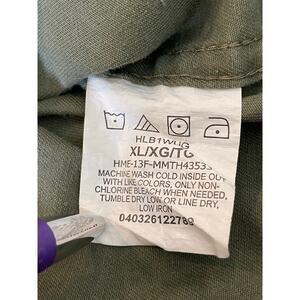 HLB1WUG
XL/XG/TG
HME-13F-MMTH43533
MACHINE WASH COLD INSIDE OUT
WITH LIKE COLORS, ONLY NON-
CHLORINE BLEACH WHEN NEEDED,
TUMBLE DRY LOW OR LINE DRY,
LOW IRON
040326122789